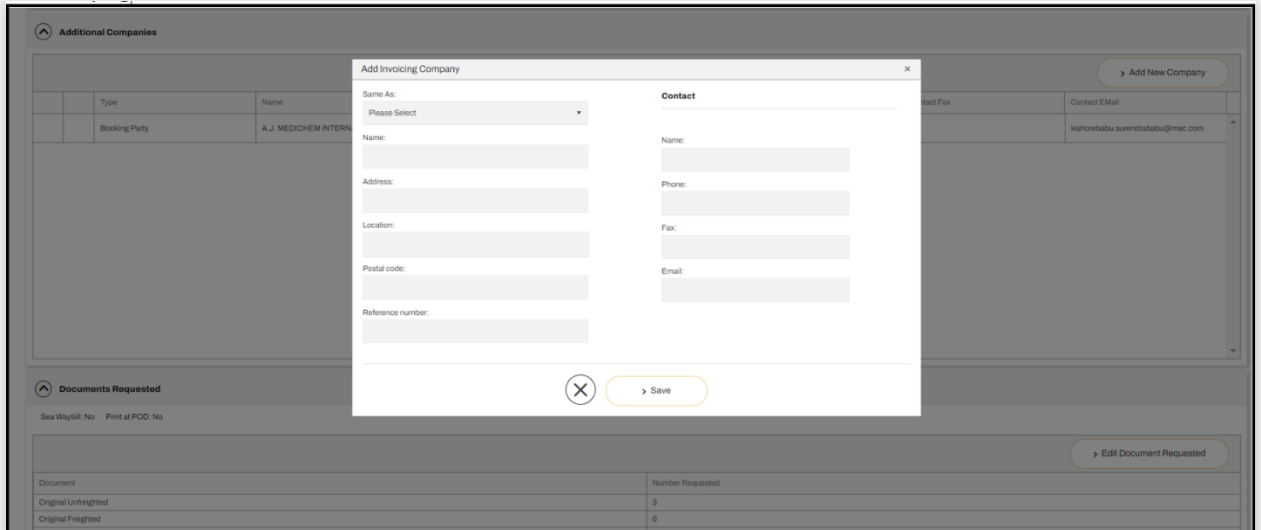 Additional Companies
Add Invoicing Company
×
› Add New Company
Type
Name
Contact Fax
Contact EMail
Booking Party
A.J. MEDICHEM INTERN
kishorebabu.surendrababu@msc.com
Same As:
Please Select
Name:
Address:
Location:
Postal code:
Reference number:
Contact
Name:
Phone:
Fax:
Email:
› Save
Documents Requested
Sea Waybill: No Print at POD: No
› Edit Document Requested
Document
Number Requested
Original Unfreighted
3
Original Freighted
0